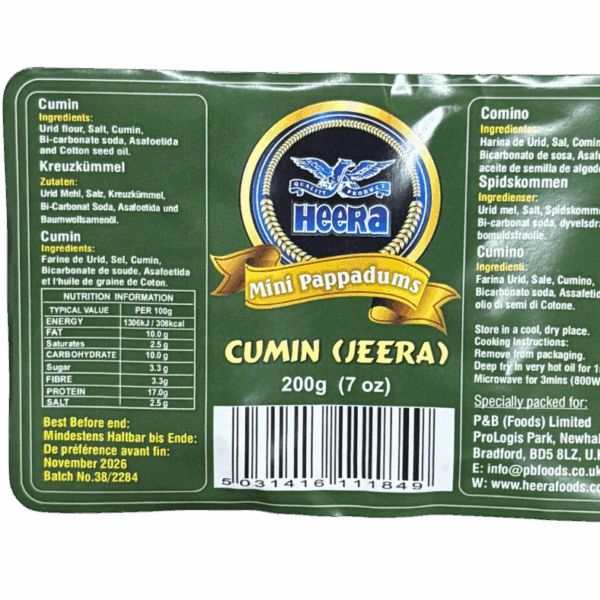 Cumin
Ingredients:
Urid flour, Salt, Cumin,
Bi-carbonate soda, Asafoetida
and Cotton seed oil.
Kreuzkümmel
Zutaten:
Urid Mehl, Salz, Kreuzkümmel,
Bi-Carbonat Soda, Asafoetida und
Baumwollsamenöl.
Cumin
Ingrédients:
Farine de Urid, Sel, Cumin,
Bicarbonate de soude, Asafoetida
et l'huile de graine de Coton.
NUTRITION INFORMATION
TYPICAL VALUE PER 100g
ENERGY 1306kJ / 308kcal
FAT 10.0 g
Saturates 2.5 g
CARBOHYDRATE 10.0 g
Sugar 3.3 g
FIBRE 3.3g
PROTEIN 17.0g
SALT 2.5 g
Best Before end:
Mindestens Haltbar bis Ende:
De préférence avant fin:
November 2026
Batch No.38/2284
QUALITY PRODUCT
HEERA
Mini Pappadums
CUMIN (JEERA)
200g (7 oz)
5 031416 111849
Comino
Ingredientes:
Harina de Urid, Sal, Comin
Bicarbonato de sosa, Asaf
aceite de semilla de algod
Spidskommen
Ingredienser:
Urid mel, Salt, Spidskomm
Bi-carbonat soda, dyvelsdr
bomuldsfrøolie.
Cumino
Ingredienti:
Farina Urid, Sale, Cumino,
Bicarbonato soda, Assafetid
olio di semi di Cotone.
Store in a cool, dry place.
Cooking Instructions:
Remove from packaging.
Deep fry in very hot oil for 1
Microwave for 3mins (800W
Specially packed for:
P&B (Foods) Limited
ProLogis Park, Newhal
Bradford, BD5 8LZ, U.K
E: info@pbfoods.co.uk
W: www.heerafoods.co